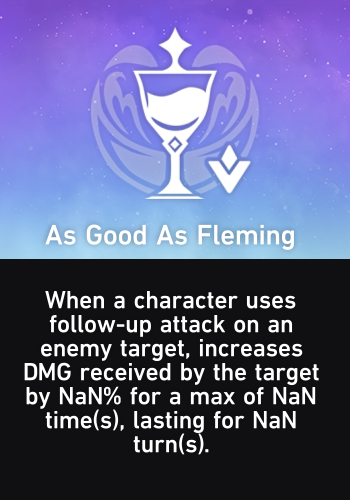 As Good As Fleming
When a character uses
follow-up attack on an
enemy target, increases
DMG received by the target
by NaN% for a max of NaN
time(s), lasting for NaN
turn(s).